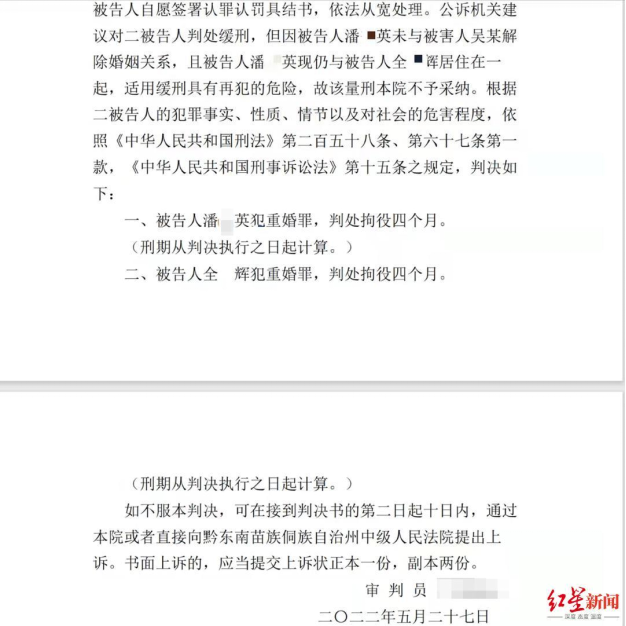 被告人自愿签署认罪认罚具结书，依法从宽处理。公诉机关建
议对二被告人判处缓刑，但因被告人潘英未与被害人吴某解
除婚姻关系，且被告人潘英现仍与被告人全诨居住在一
起，适用缓刑具有再犯的危险，故该量刑本院不予采纳。根据
二被告人的犯罪事实、性质、情节以及对社会的危害程度，依
照《中华人民共和国刑法》第二百五十八条、第六十七条第一
款，《中华人民共和国刑事诉讼法》第十五条之规定，判决如
下：
一、被告人潘英犯重婚罪，判处拘役四个月。
（刑期从判决执行之日起计算。）
二、被告人全 辉犯重婚罪，判处拘役四个月。
（刑期从判决执行之日起计算。）
如不服本判决，可在接到判决书的第二日起十日内，通过
本院或者直接向黔东南苗族侗族自治州中级人民法院提出上
诉。书面上诉的，应当提交上诉状正本一份，副本两份。
审 判 员
二〇二二年五月二十七日
红星新闻
深度 态度 温度